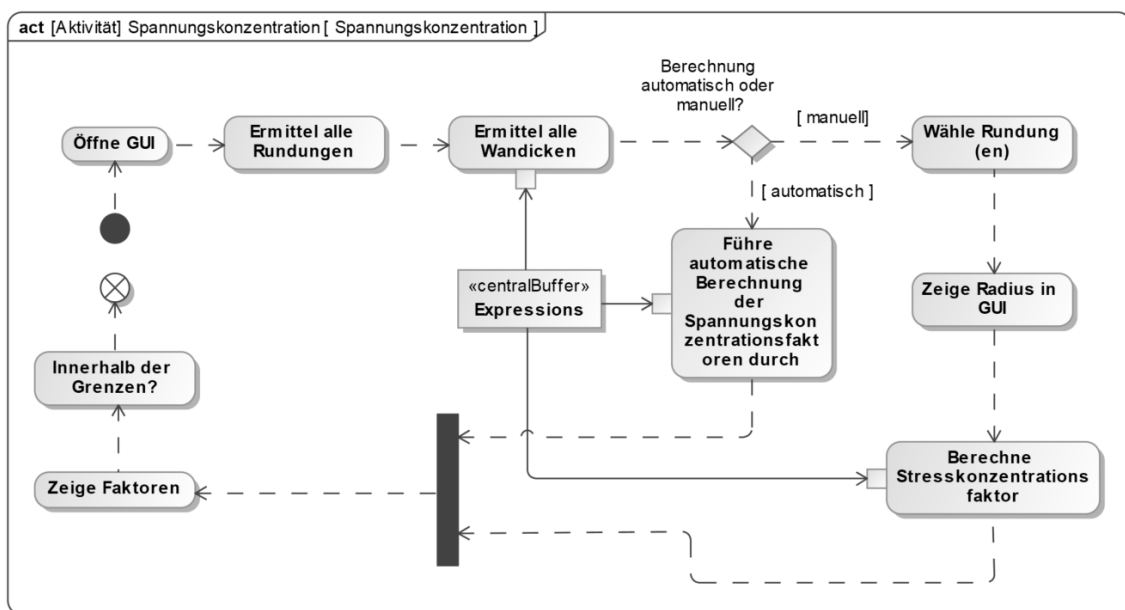 act [Aktivität] Spannungskonzentration [ Spannungskonzentration ]
Berechnung
automatisch oder
manuell?
[ manuell]
Öffne GUI
Ermittel alle
Rundungen
Ermittel alle
Wandicken
Wähle Rundung
(en)
[ automatisch ]
Führe
automatische
Berechnung
der
Spannungskon
zentrationsfakt
oren durch
«centralBuffer»
Expressions
Zeige Radius in
GUI
Innerhalb der
Grenzen?
Zeige Faktoren
Berechne
Stresskonzentrations
faktor